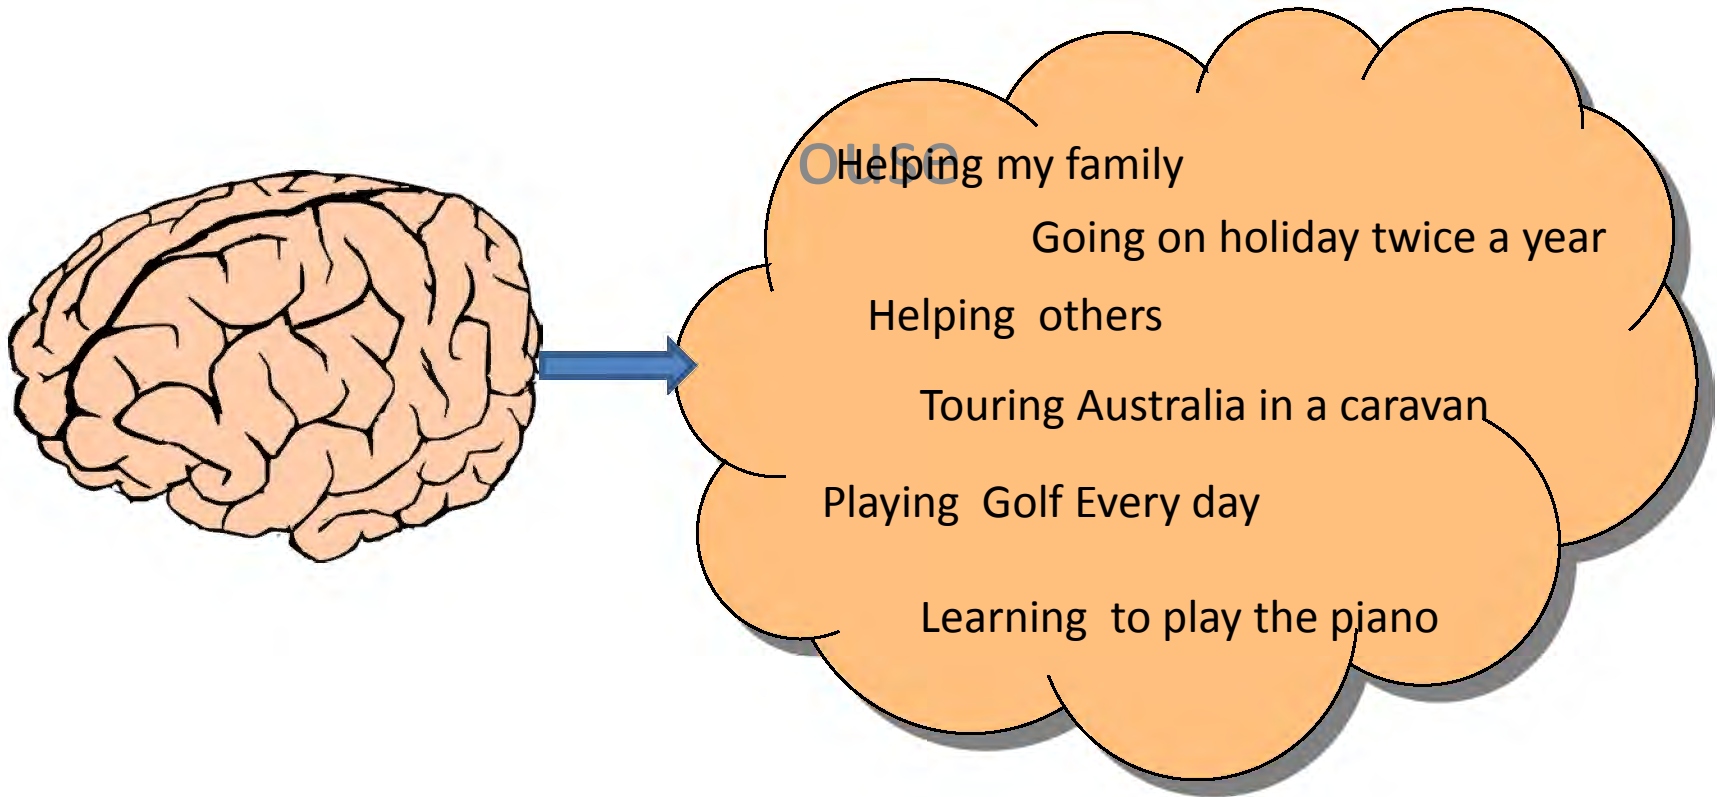 ouse
Helping my family
Going on holiday twice a year
Helping  others
Touring Australia in a caravan
Playing  Golf Every day
Learning  to play the piano